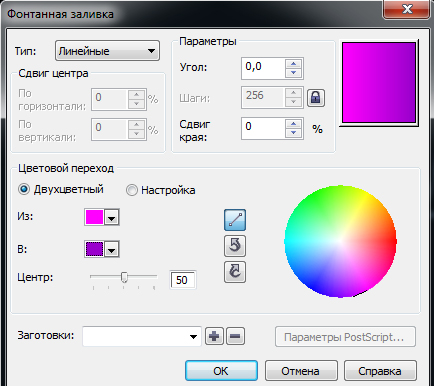 Фонтанная заливка
Тип: Линейные
Сдвиг центра
По горизонтали: 0 %
По вертикали: 0 %
Параметры
Угол: 0,0
Шаги: 256
Сдвиг края: 0 %
Цветовой переход
Двухцветный Настройка
Из:
В:
Центр: 50
Заготовки:
Параметры PostScript...
OK Отмена Справка